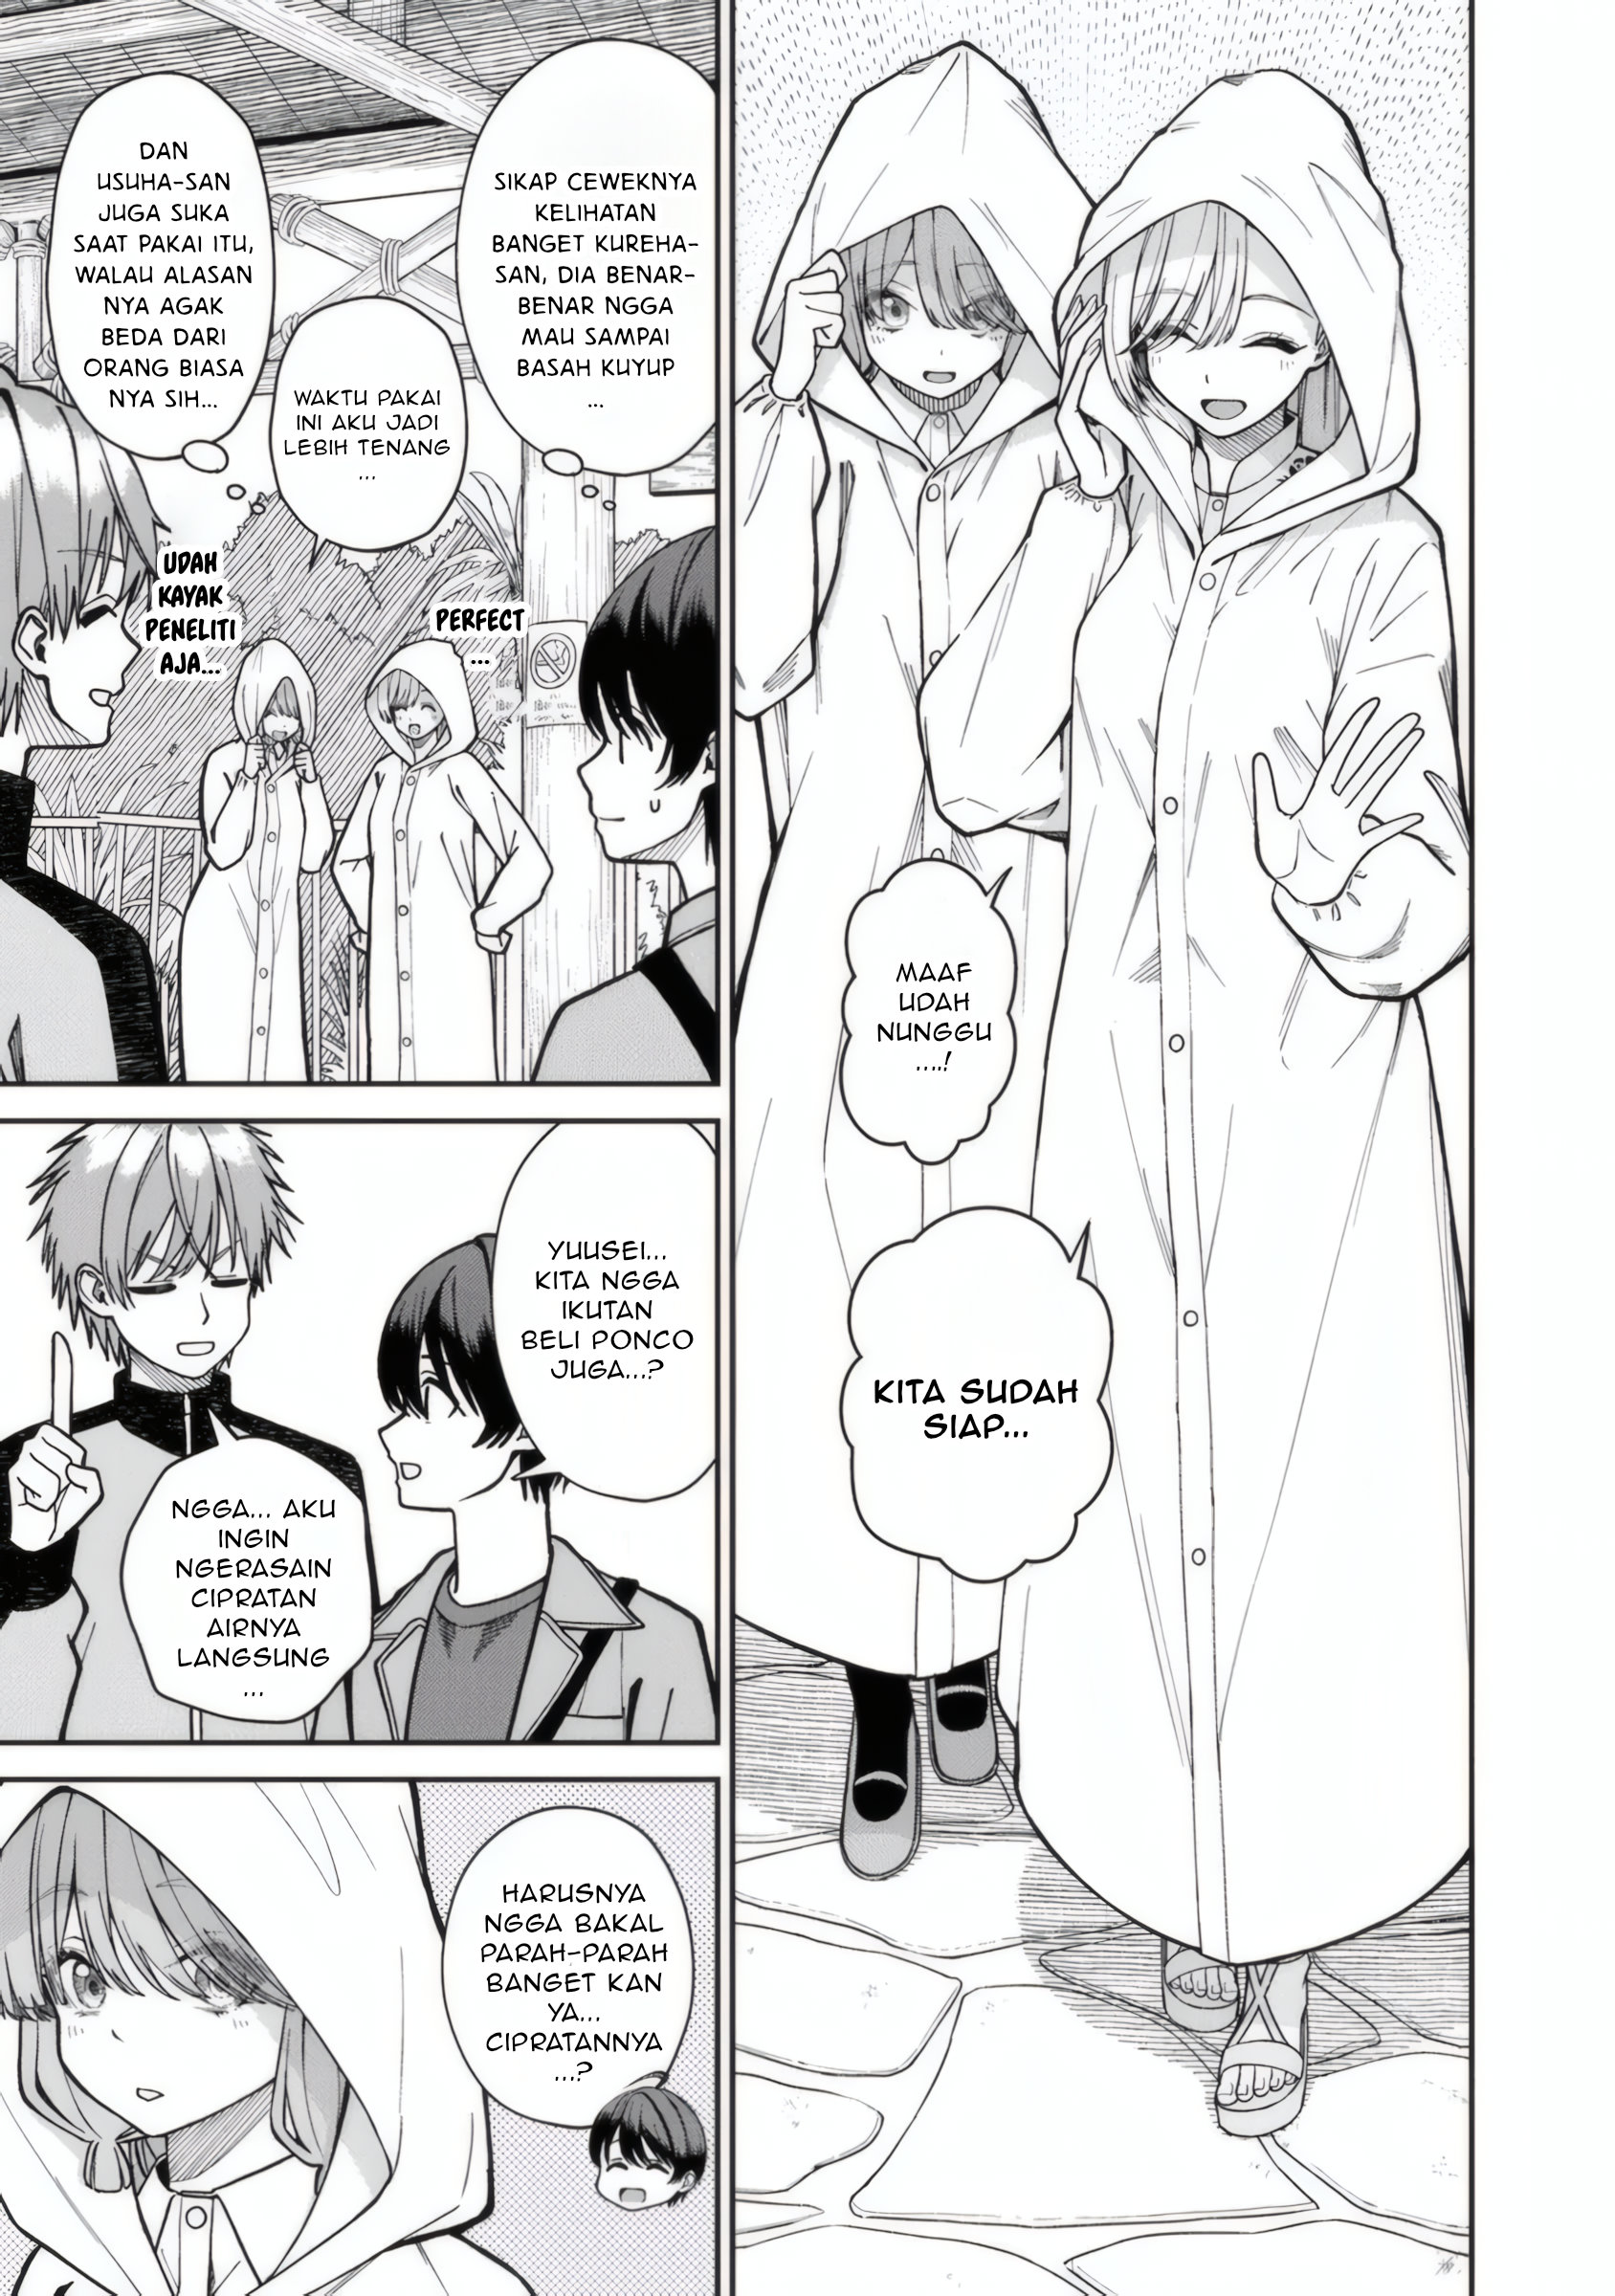 MAAF
UDAH
NUNGGU
....!
KITA SUDAH
SIAP...
SIKAP CEWEKNYA
KELIHATAN
BANGET KUREHA-
SAN, DIA BENAR-
BENAR NGGA
MAU SAMPAI
BASAH KUYUP
...
PERFECT
...
WAKTU PAKAI
INI AKU JADI
LEBIH TENANG
...
DAN
USUHA-SAN
JUGA SUKA
SAAT PAKAI ITU,
WALAU ALASAN
NYA AGAK
BEDA DARI
ORANG BIASA
NYA SIH...
UDAH
KAYAK
PENELITI
AJA...
YUUSEI...
KITA NGGA
IKUTAN
BELI PONCO
JUGA...?
NGGA... AKU
INGIN
NGERASAIN
CIPRATAN
AIRNYA
LANGSUNG
...
HARUSNYA
NGGA BAKAL
PARAH-PARAH
BANGET KAN
YA...
CIPRATANNYA
...?